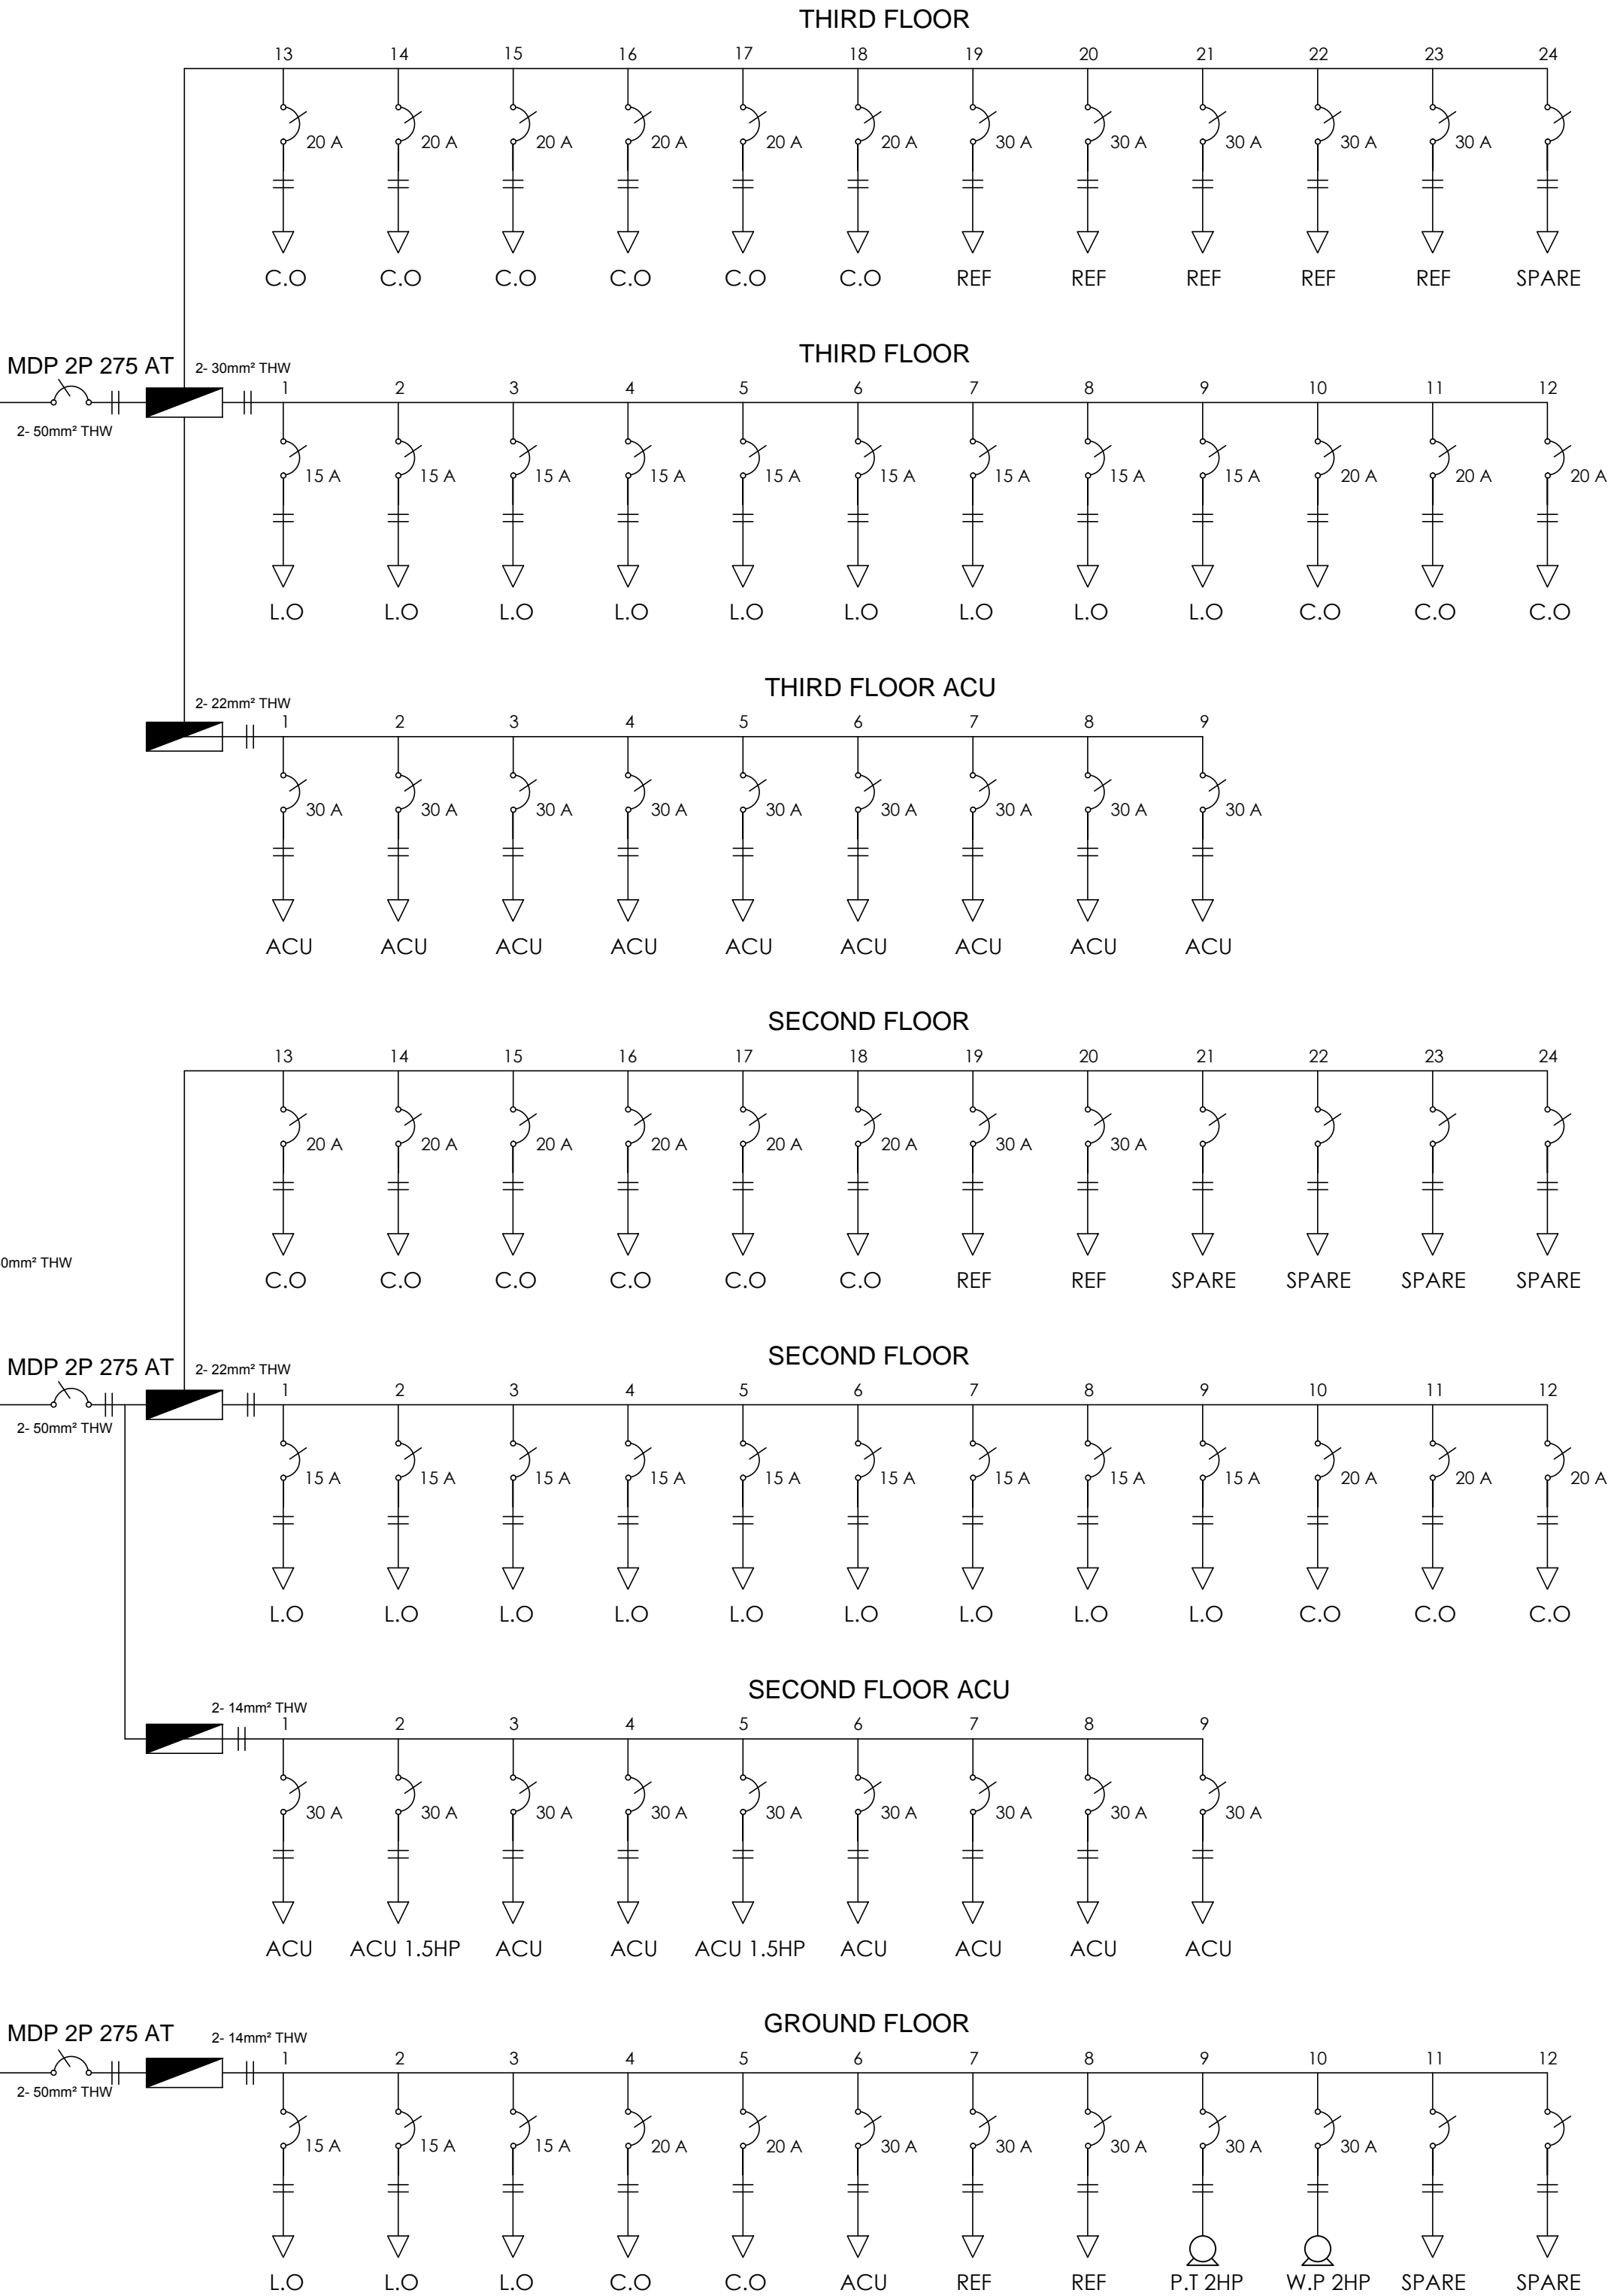 THIRD FLOOR
13 14 15 16 17 18 19 20 21 22 23 24
20 A 20 A 20 A 20 A 20 A 20 A 30 A 30 A 30 A 30 A 30 A
C.O C.O C.O C.O C.O C.O REF REF REF REF REF SPARE
THIRD FLOOR
MDP 2P 275 AT 2- 30mm² THW
1 2 3 4 5 6 7 8 9 10 11 12
2- 50mm² THW
15 A 15 A 15 A 15 A 15 A 15 A 15 A 15 A 15 A 20 A 20 A 20 A
L.O L.O L.O L.O L.O L.O L.O L.O L.O C.O C.O C.O
THIRD FLOOR ACU
2- 22mm² THW
1 2 3 4 5 6 7 8 9
30 A 30 A 30 A 30 A 30 A 30 A 30 A 30 A 30 A
ACU ACU ACU ACU ACU ACU ACU ACU ACU
SECOND FLOOR
13 14 15 16 17 18 19 20 21 22 23 24
20 A 20 A 20 A 20 A 20 A 20 A 30 A 30 A
0mm² THW
C.O C.O C.O C.O C.O C.O REF REF SPARE SPARE SPARE SPARE
SECOND FLOOR
MDP 2P 275 AT 2- 22mm² THW
1 2 3 4 5 6 7 8 9 10 11 12
2- 50mm² THW
15 A 15 A 15 A 15 A 15 A 15 A 15 A 15 A 15 A 20 A 20 A 20 A
L.O L.O L.O L.O L.O L.O L.O L.O L.O C.O C.O C.O
SECOND FLOOR ACU
2- 14mm² THW
1 2 3 4 5 6 7 8 9
30 A 30 A 30 A 30 A 30 A 30 A 30 A 30 A 30 A
ACU ACU 1.5HP ACU ACU ACU 1.5HP ACU ACU ACU ACU
GROUND FLOOR
MDP 2P 275 AT 2- 14mm² THW
1 2 3 4 5 6 7 8 9 10 11 12
2- 50mm² THW
15 A 15 A 15 A 20 A 20 A 30 A 30 A 30 A 30 A 30 A
L.O L.O L.O C.O C.O ACU REF REF P.T 2HP W.P 2HP SPARE SPARE